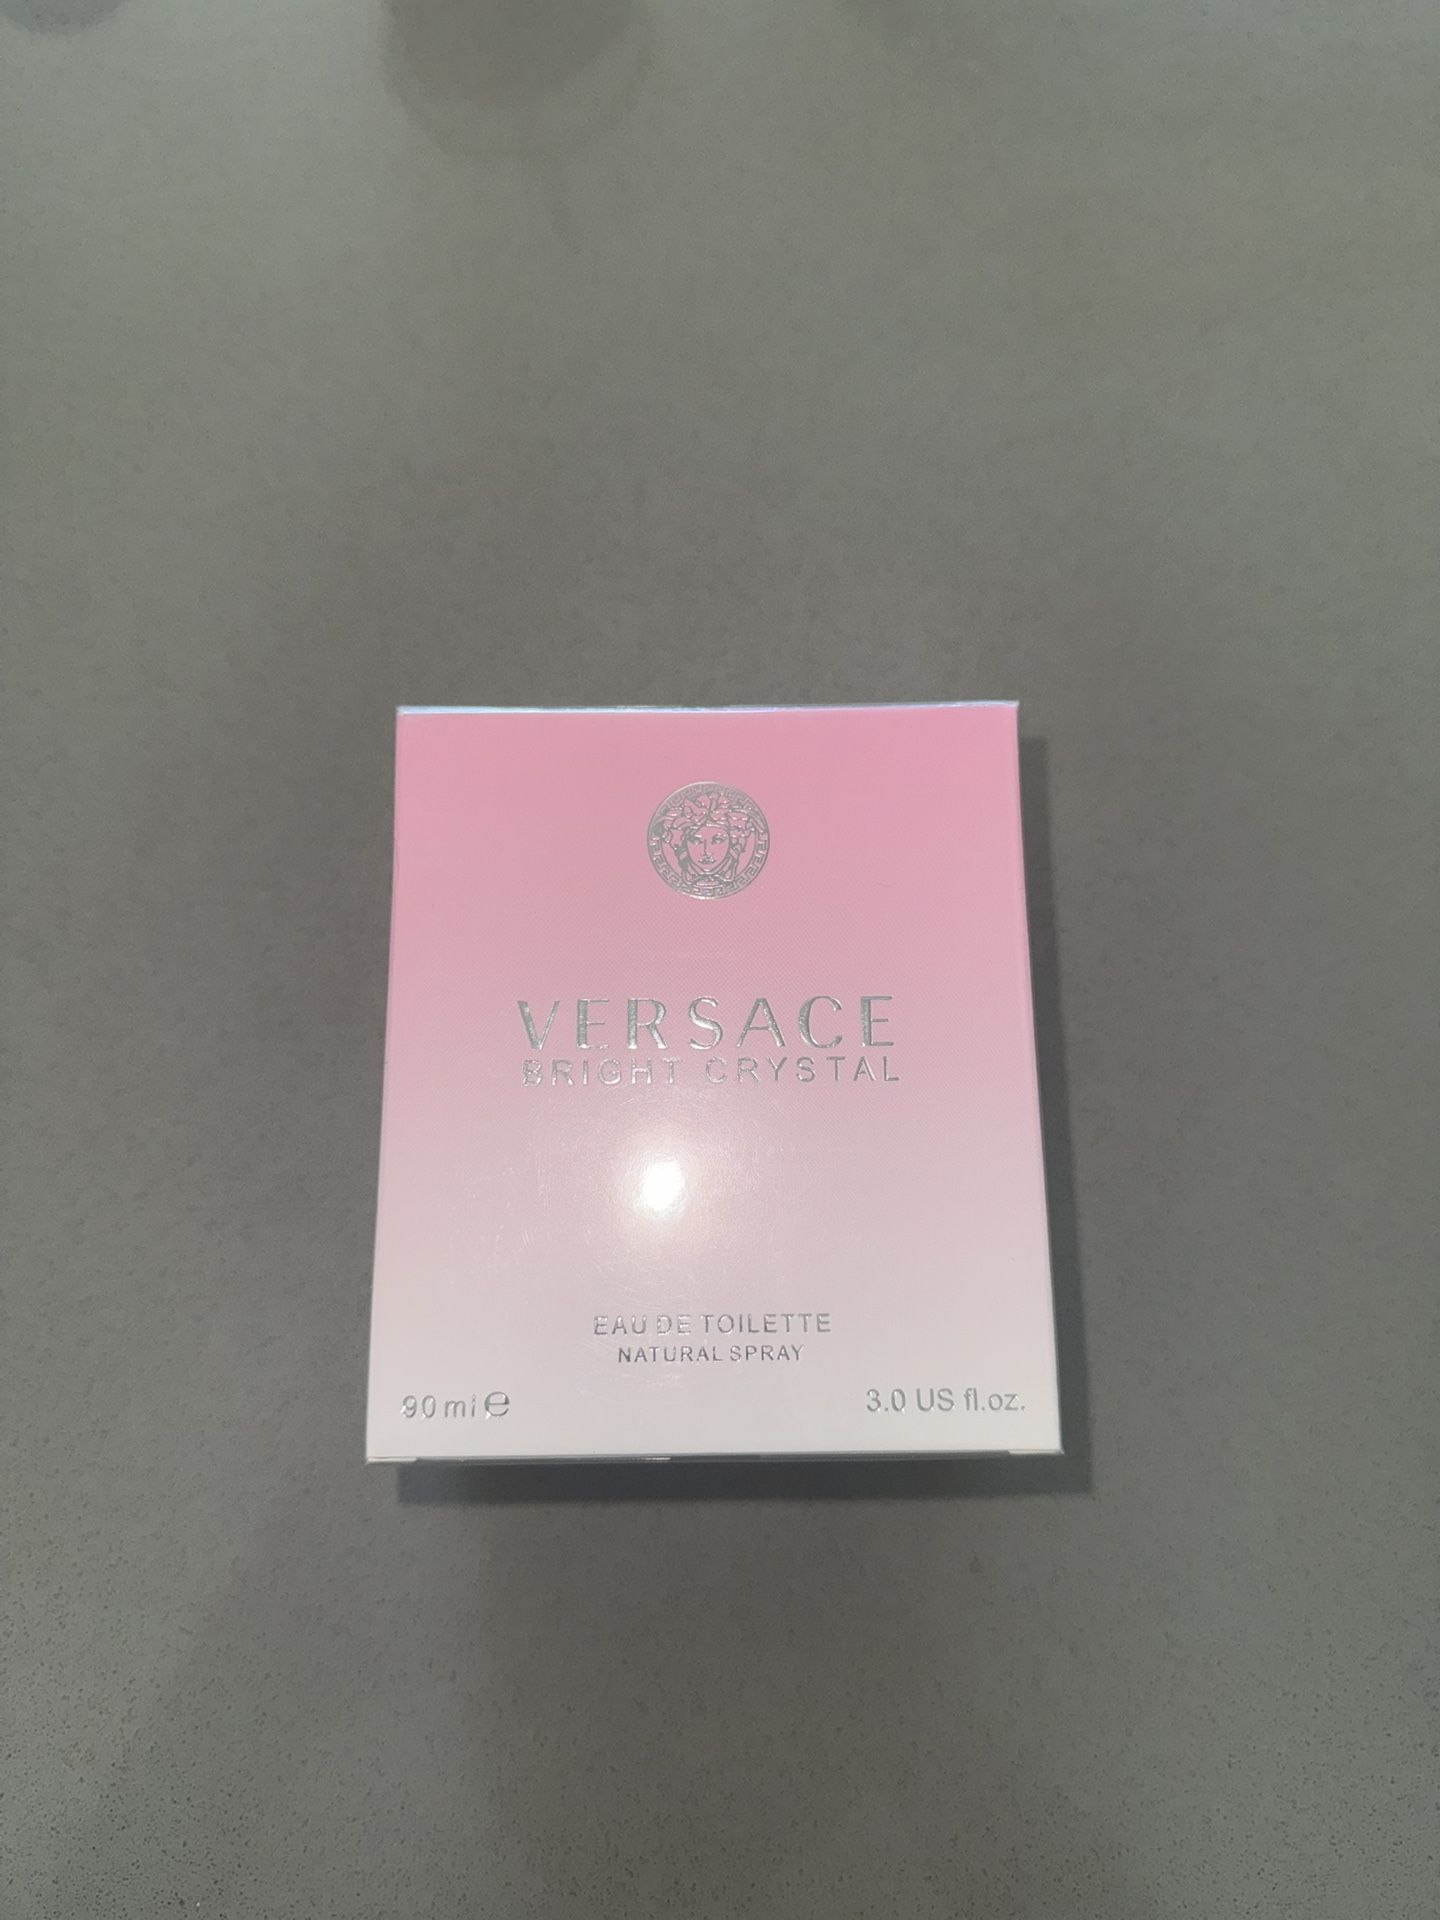 VERSACE
BRIGHT CRYSTAL
EAU DE TOILETTE
NATURAL SPRAY
90 ml ℮
3.0 US fl.oz.